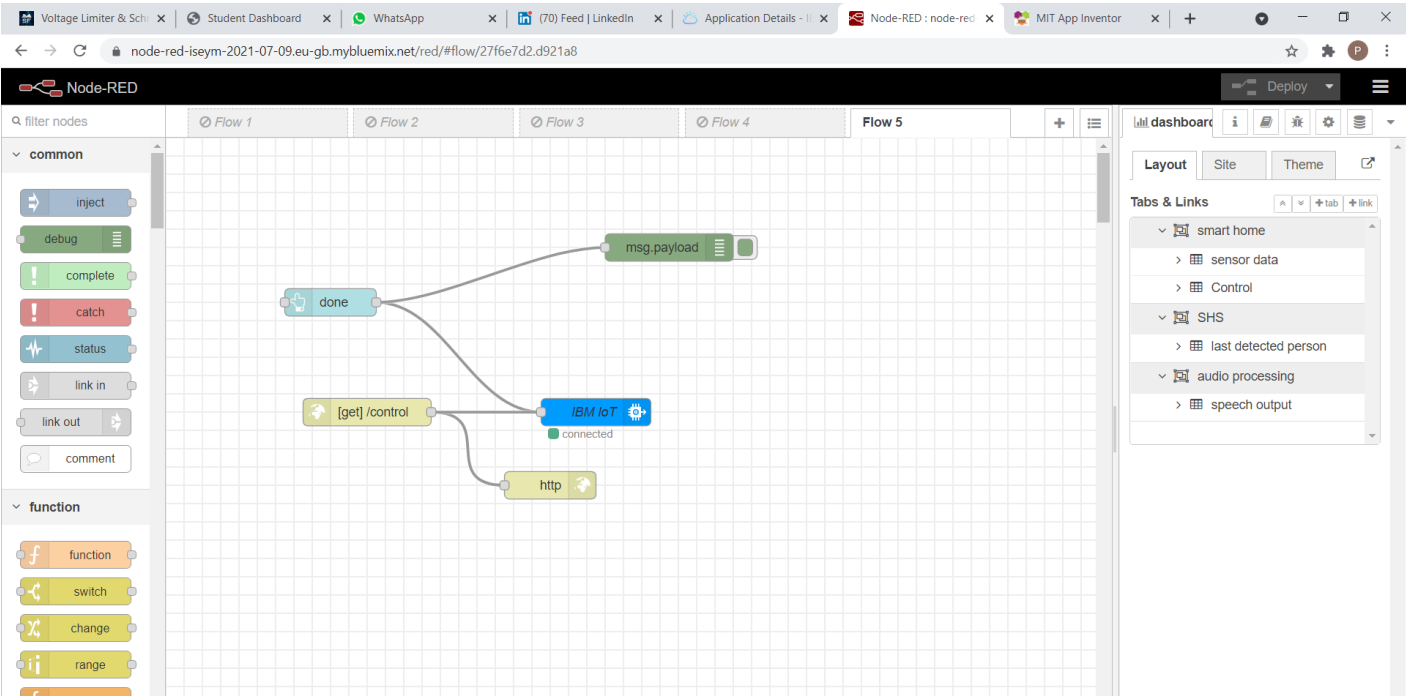 Voltage Limiter & Sch
Student Dashboard
WhatsApp
(70) Feed | LinkedIn
Application Details - I
Node-RED : node-red
MIT App Inventor
node-red-iseym-2021-07-09.eu-gb.mybluemix.net/red/#flow/27f6e7d2.d921a8
P
Node-RED
Deploy
filter nodes
Flow 1
Flow 2
Flow 3
Flow 4
Flow 5
dashboard
common
inject
debug
complete
catch
status
link in
link out
comment
function
function
switch
change
range
msg.payload
done
[get] /control
IBM IoT
connected
http
Layout
Site
Theme
Tabs & Links
+tab
+link
smart home
sensor data
Control
SHS
last detected person
audio processing
speech output